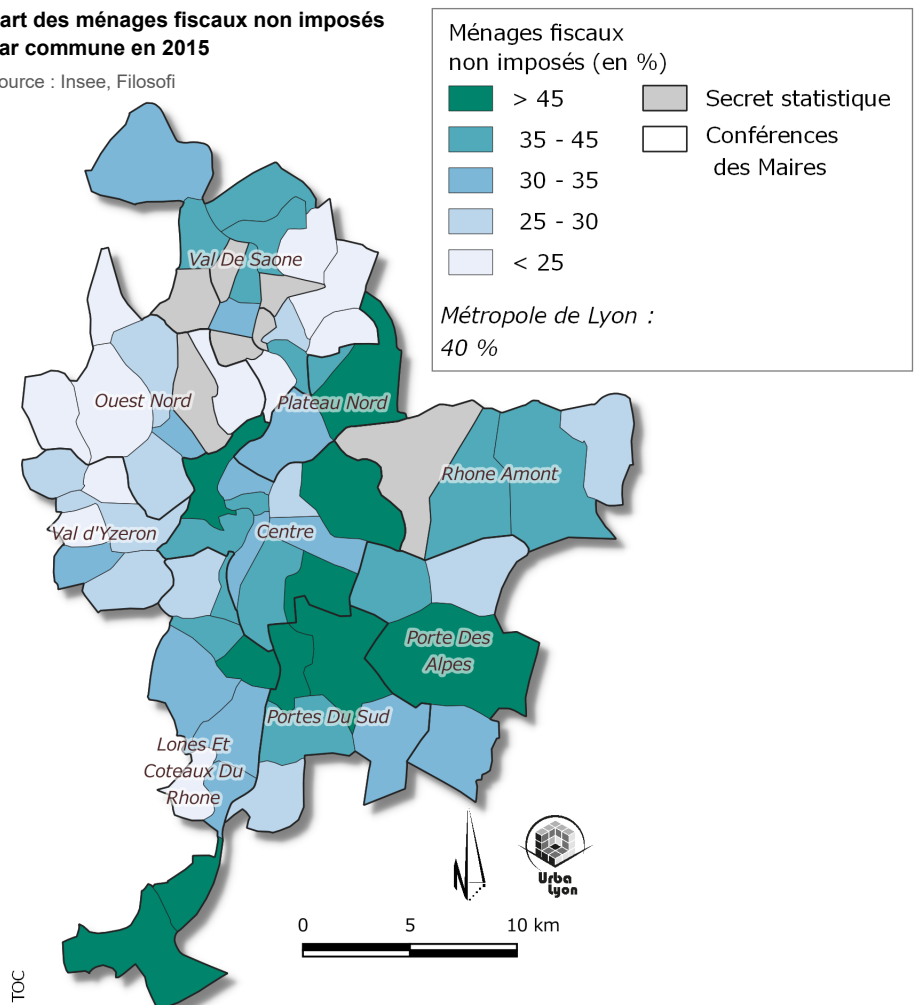 art des ménages fiscaux non imposés
ar commune en 2015
ource : Insee, Filosofi
Ménages fiscaux
non imposés (en %)
> 45
35 - 45
30 - 35
25 - 30
< 25
Secret statistique
Conférences
des Maires
Métropole de Lyon :
40 %
Val De Saone
Ouest Nord
Plateau Nord
Rhone Amont
Val d'Yzeron
Centre
Porte Des
Alpes
Portes Du Sud
Lones Et
Coteaux Du
Rhone
N
Urba
Lyon
0 5 10 km
TOC